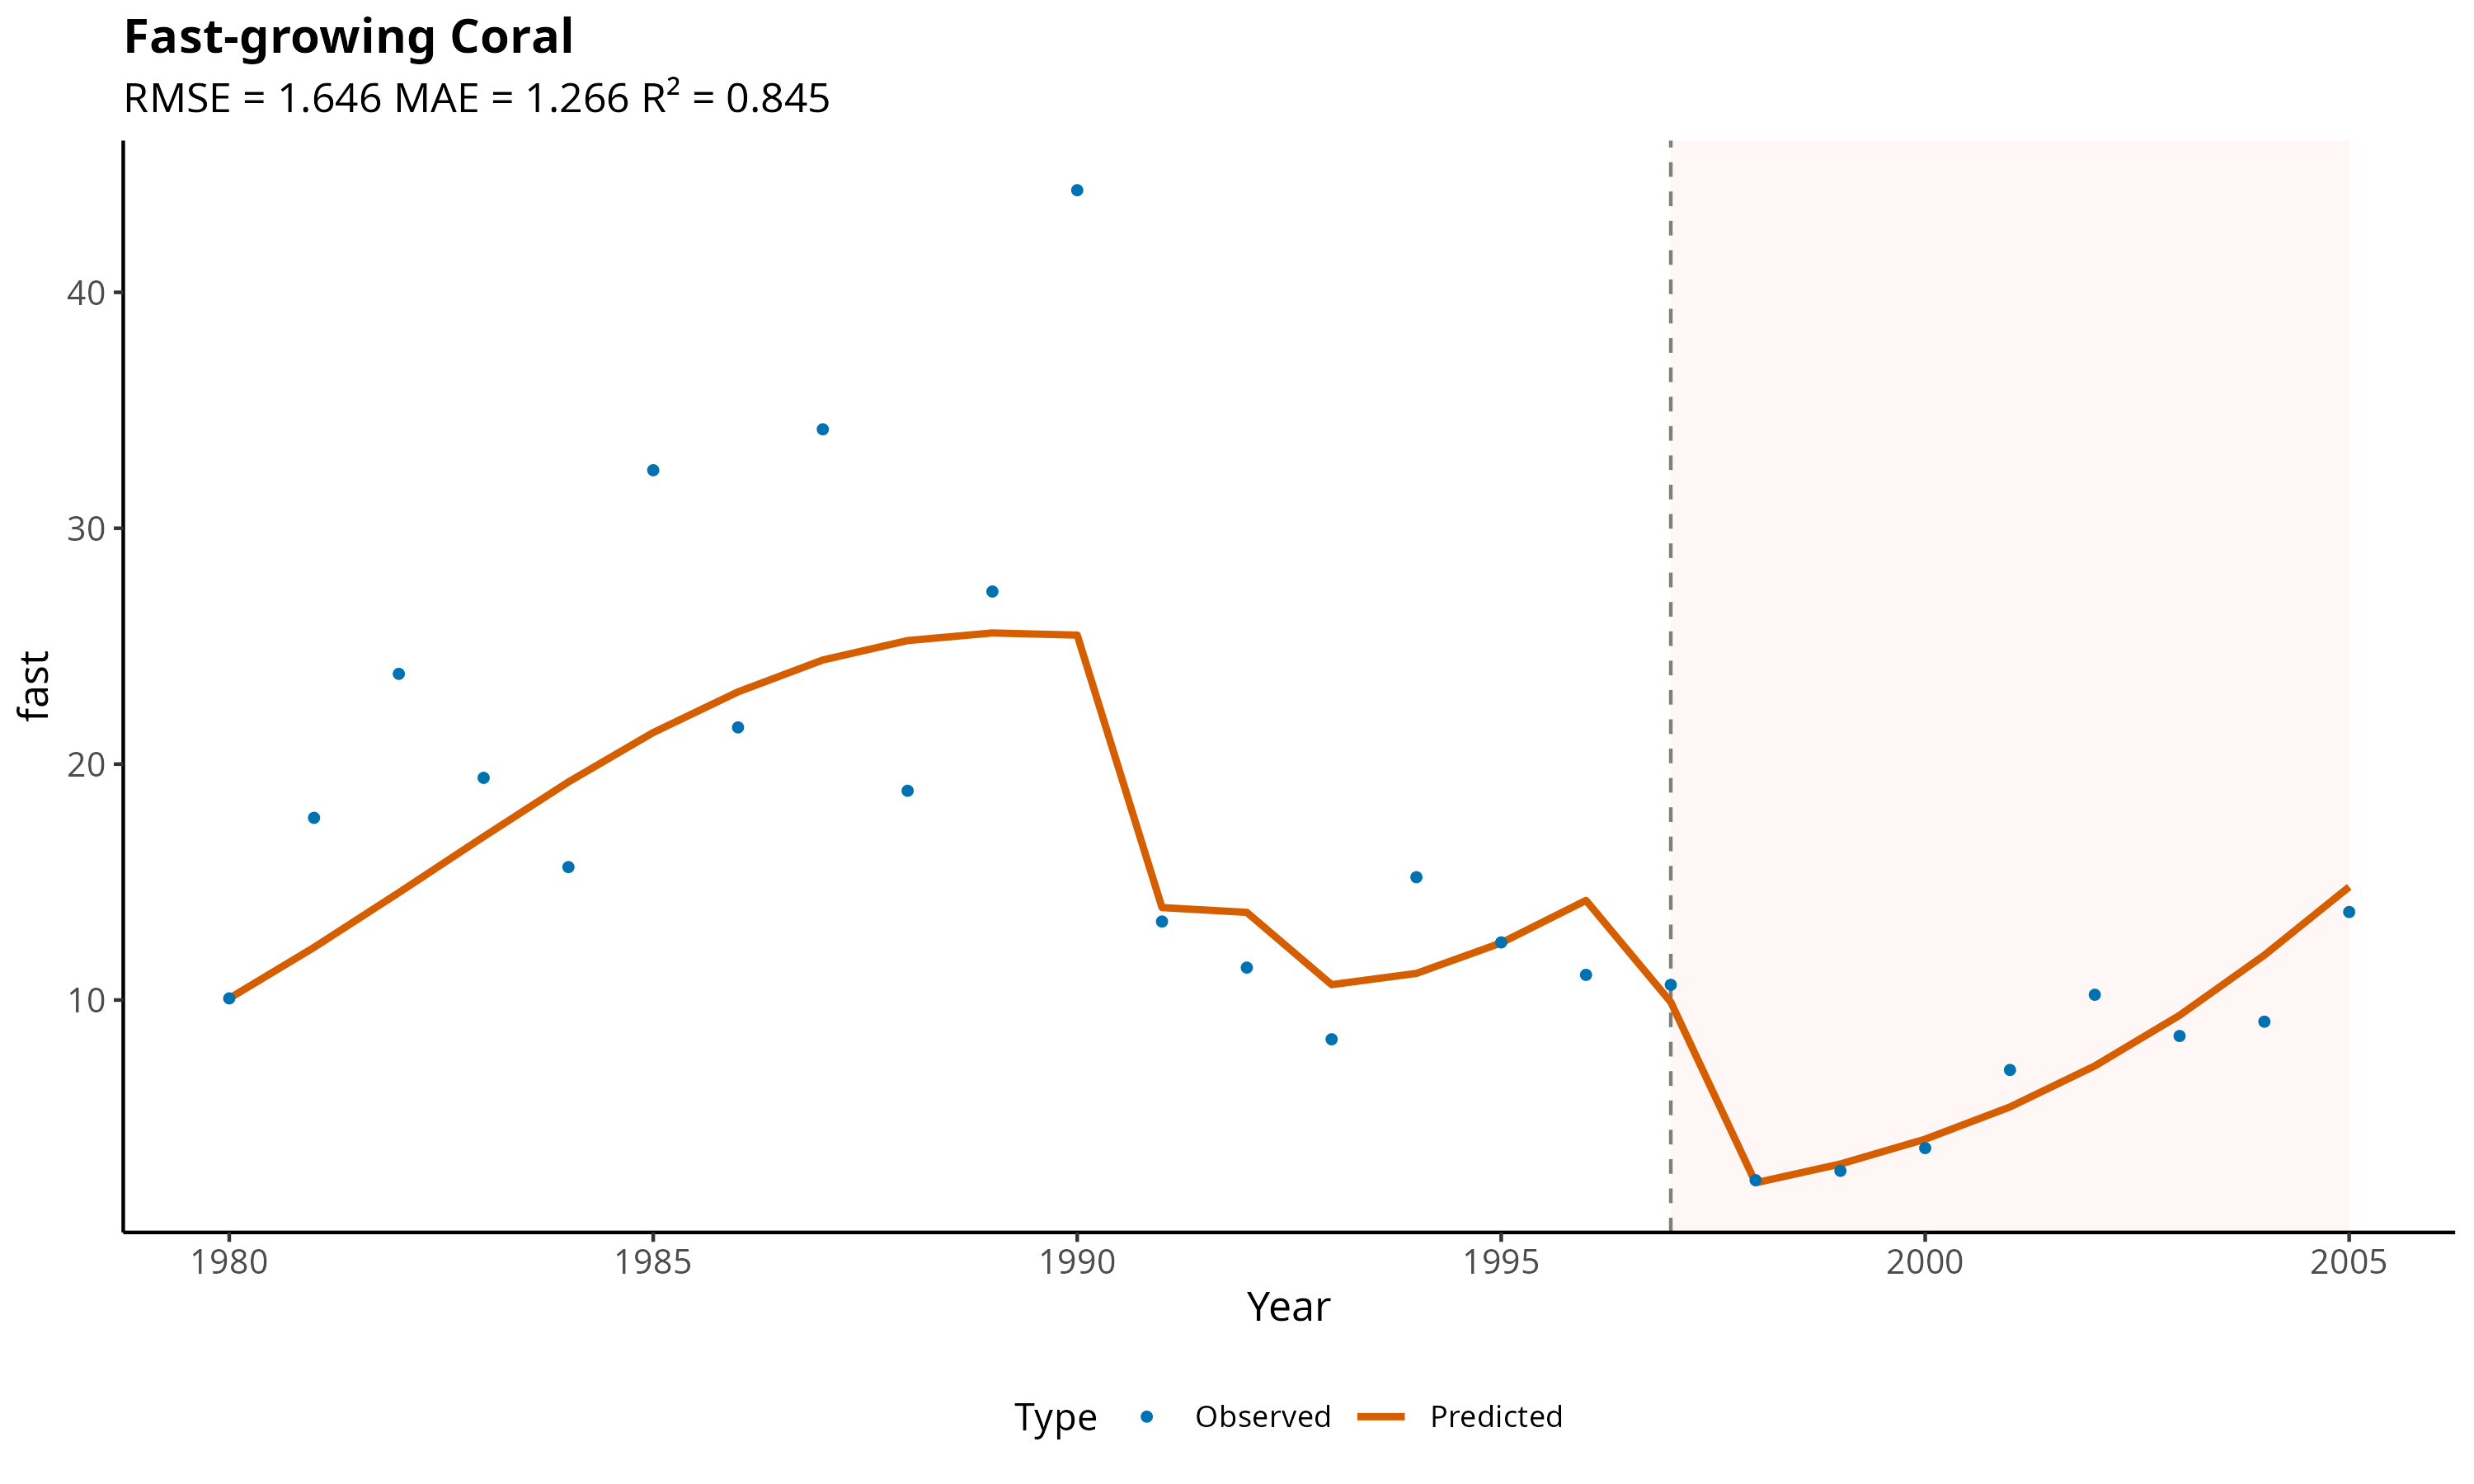 Fast-growing Coral
RMSE = 1.646 MAE = 1.266 R² = 0.845
40
30
20
10
fast
1980 1985 1990 1995 2000 2005
Year
Type Observed Predicted